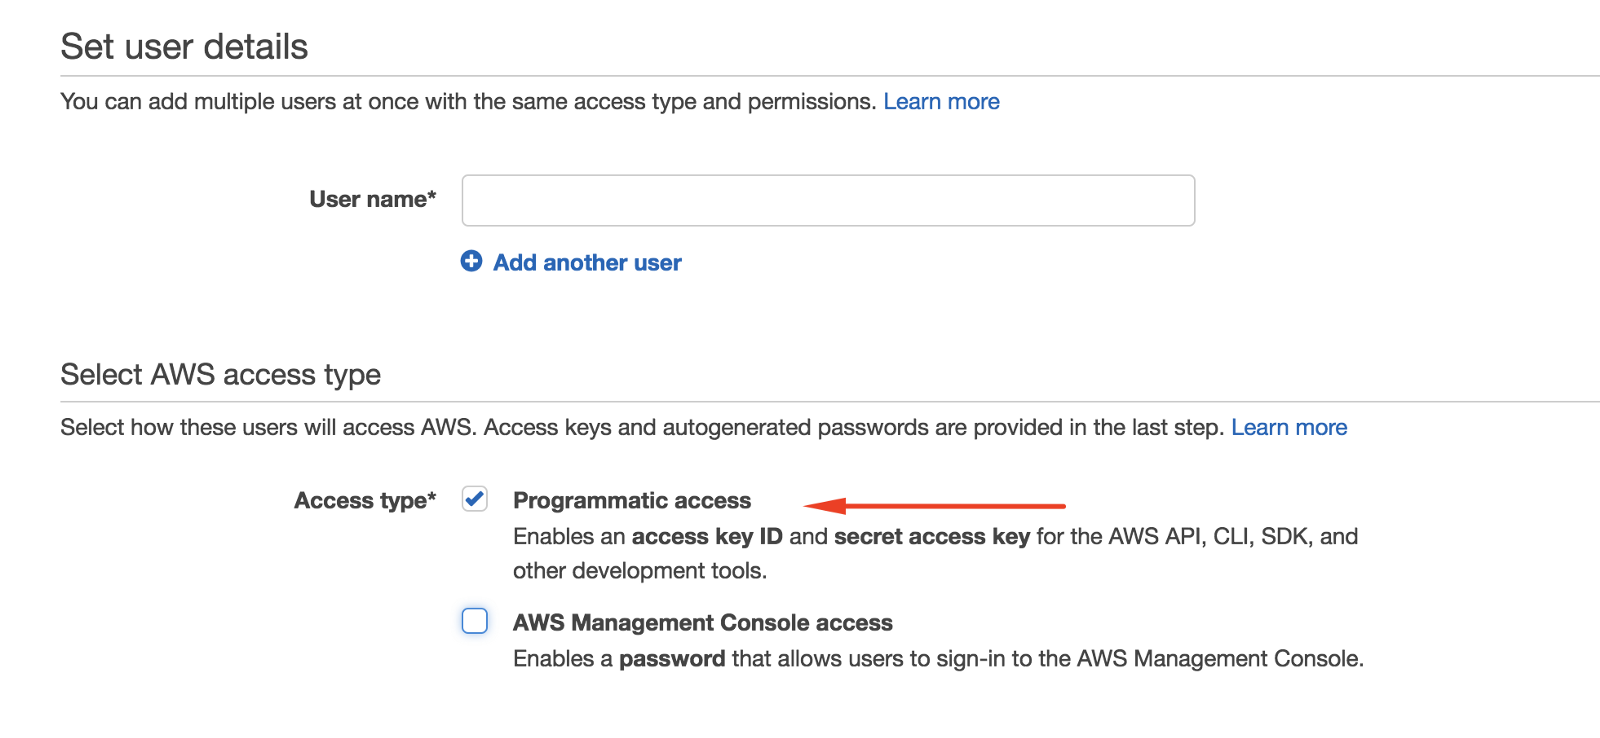 Set user details
You can add multiple users at once with the same access type and permissions. Learn more
User name*
Add another user
Select AWS access type
Select how these users will access AWS. Access keys and autogenerated passwords are provided in the last step. Learn more
Access type*
Programmatic access
Enables an access key ID and secret access key for the AWS API, CLI, SDK, and
other development tools.
AWS Management Console access
Enables a password that allows users to sign-in to the AWS Management Console.